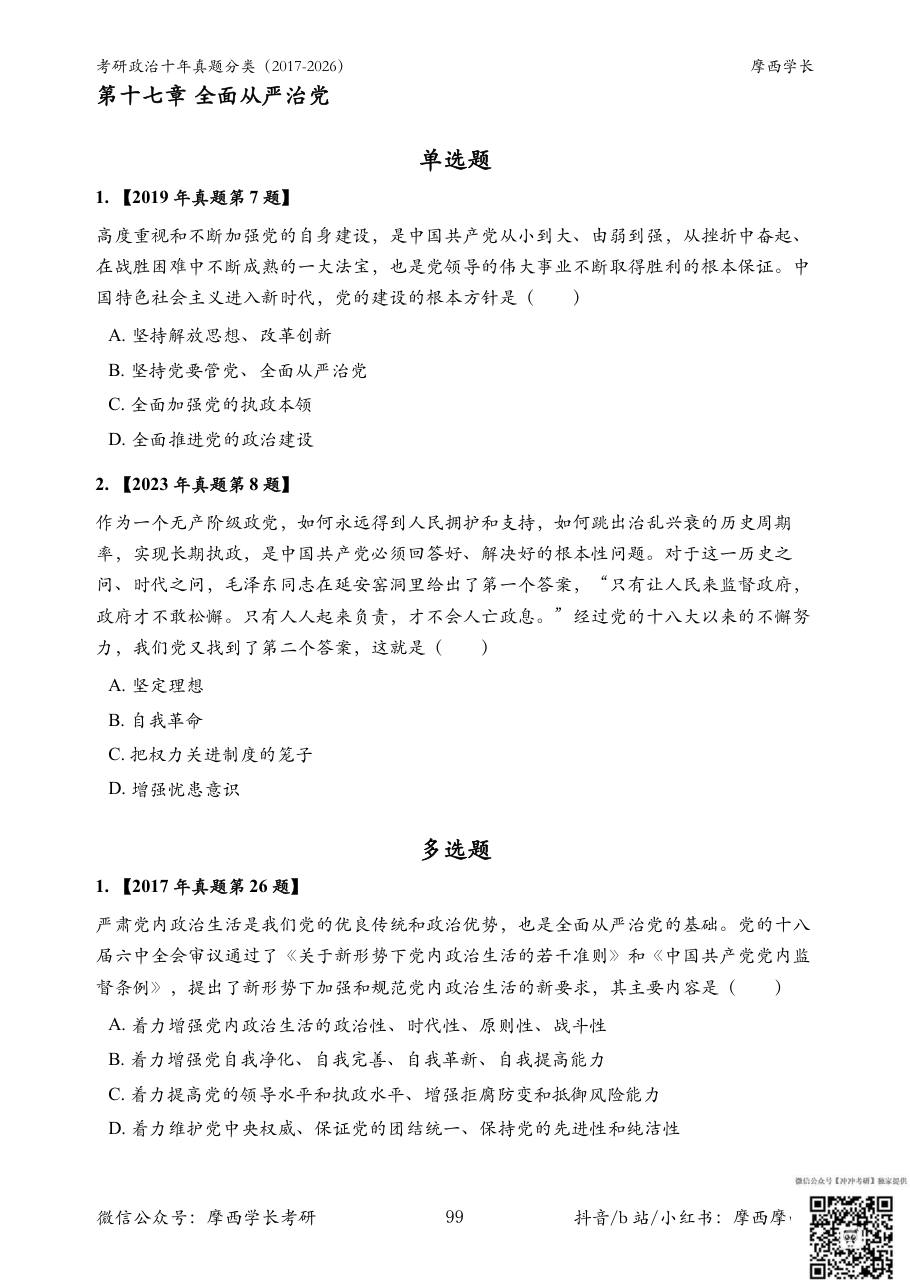 考研政治十年真题分类（2017-2026） 摩西学长
第十七章 全面从严治党
单选题
1. 【2019 年真题第 7 题】
高度重视和不断加强党的自身建设，是中国共产党从小到大、由弱到强，从挫折中奋起、
在战胜困难中不断成熟的一大法宝，也是党领导的伟大事业不断取得胜利的根本保证。中
国特色社会主义进入新时代，党的建设的根本方针是（　　）
A. 坚持解放思想、改革创新
B. 坚持党要管党、全面从严治党
C. 全面加强党的执政本领
D. 全面推进党的政治建设
2. 【2023 年真题第 8 题】
作为一个无产阶级政党，如何永远得到人民拥护和支持，如何跳出治乱兴衰的历史周期
率，实现长期执政，是中国共产党必须回答好、解决好的根本性问题。对于这一历史之
问、时代之问，毛泽东同志在延安窑洞里给出了第一个答案，“只有让人民来监督政府，
政府才不敢松懈。只有人人起来负责，才不会人亡政息。”经过党的十八大以来的不懈努
力，我们党又找到了第二个答案，这就是（　　）
A. 坚定理想
B. 自我革命
C. 把权力关进制度的笼子
D. 增强忧患意识
多选题
1. 【2017 年真题第 26 题】
严肃党内政治生活是我们党的优良传统和政治优势，也是全面从严治党的基础。党的十八
届六中全会审议通过了《关于新形势下党内政治生活的若干准则》和《中国共产党党内监
督条例》，提出了新形势下加强和规范党内政治生活的新要求，其主要内容是（　　）
A. 着力增强党内政治生活的政治性、时代性、原则性、战斗性
B. 着力增强党自我净化、自我完善、自我革新、自我提高能力
C. 着力提高党的领导水平和执政水平、增强拒腐防变和抵御风险能力
D. 着力维护党中央权威、保证党的团结统一、保持党的先进性和纯洁性
微信公众号【冲冲考研】独家提供
微信公众号：摩西学长考研 99 抖音/b 站/小红书：摩西摩